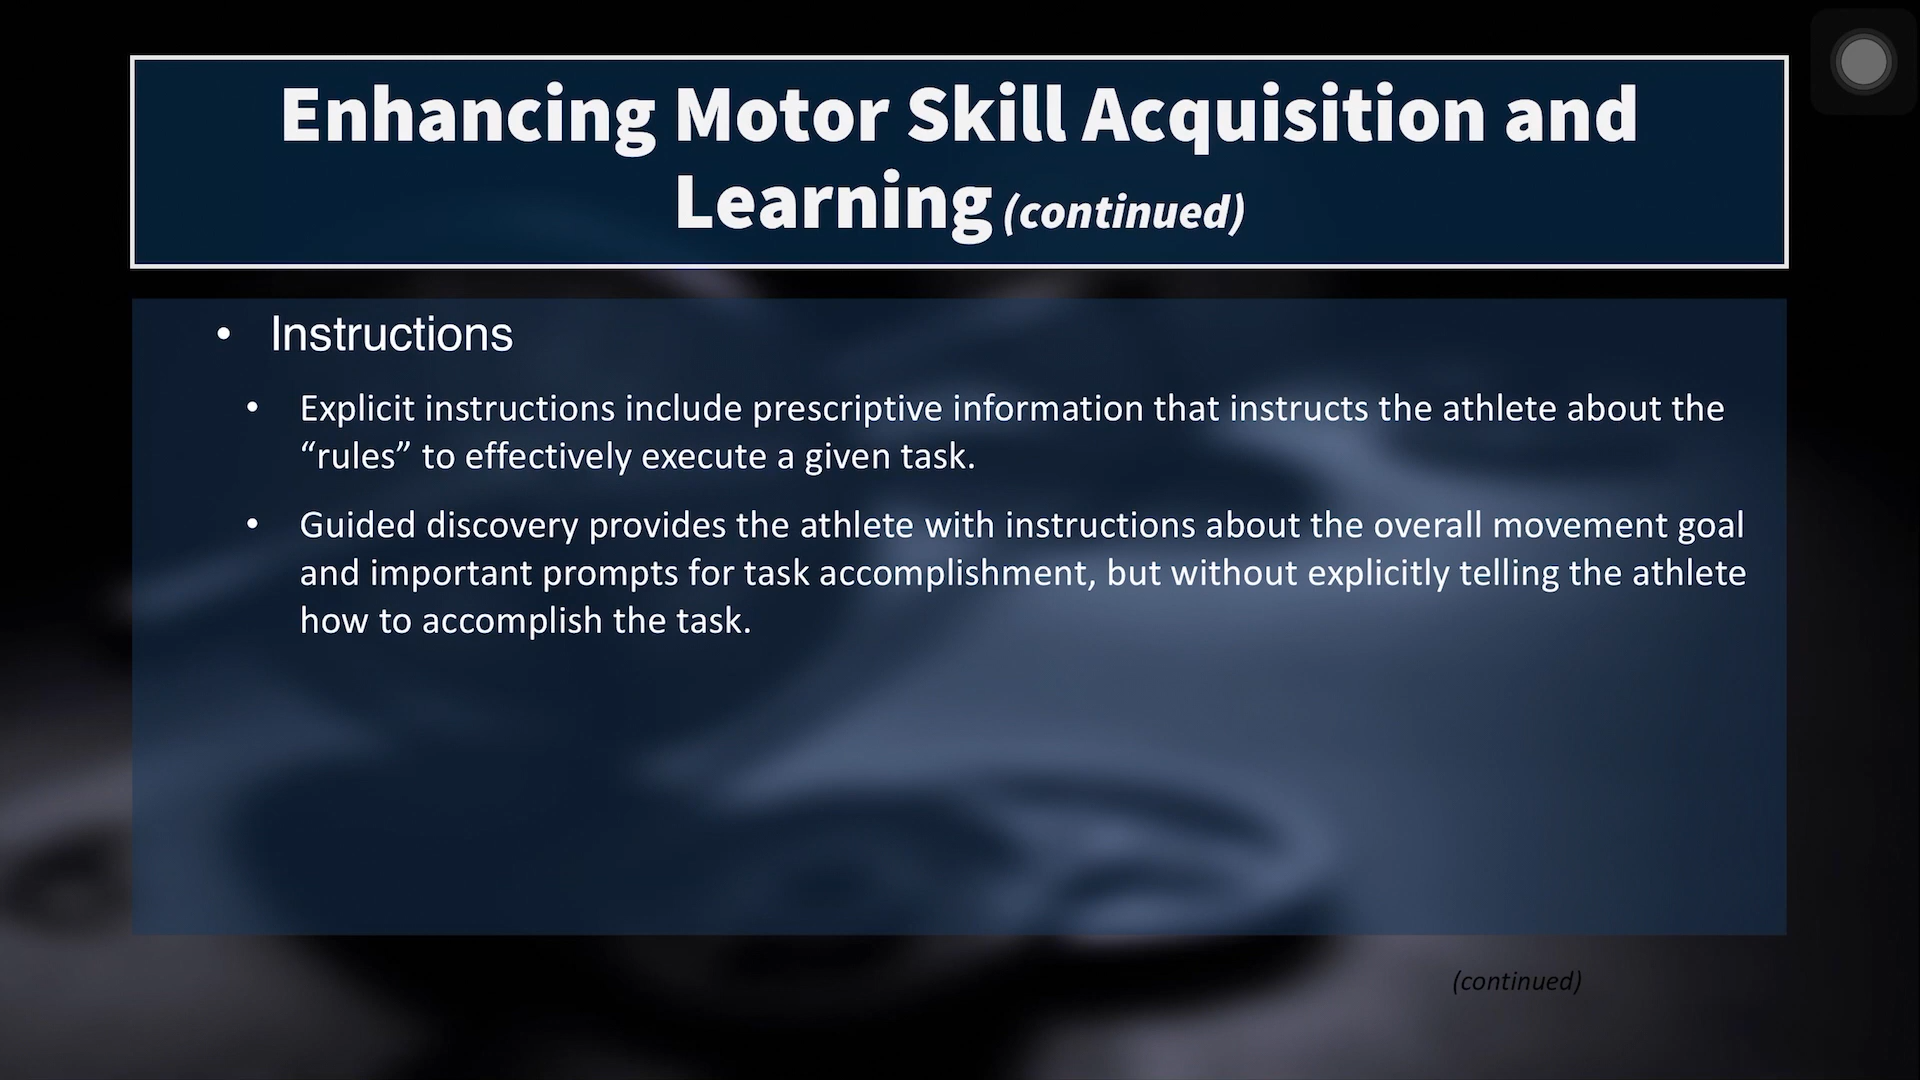 Enhancing Motor Skill Acquisition and
Learning (continued)
• Instructions
• Explicit instructions include prescriptive information that instructs the athlete about the
“rules” to effectively execute a given task.
• Guided discovery provides the athlete with instructions about the overall movement goal
and important prompts for task accomplishment, but without explicitly telling the athlete
how to accomplish the task.
(continued)